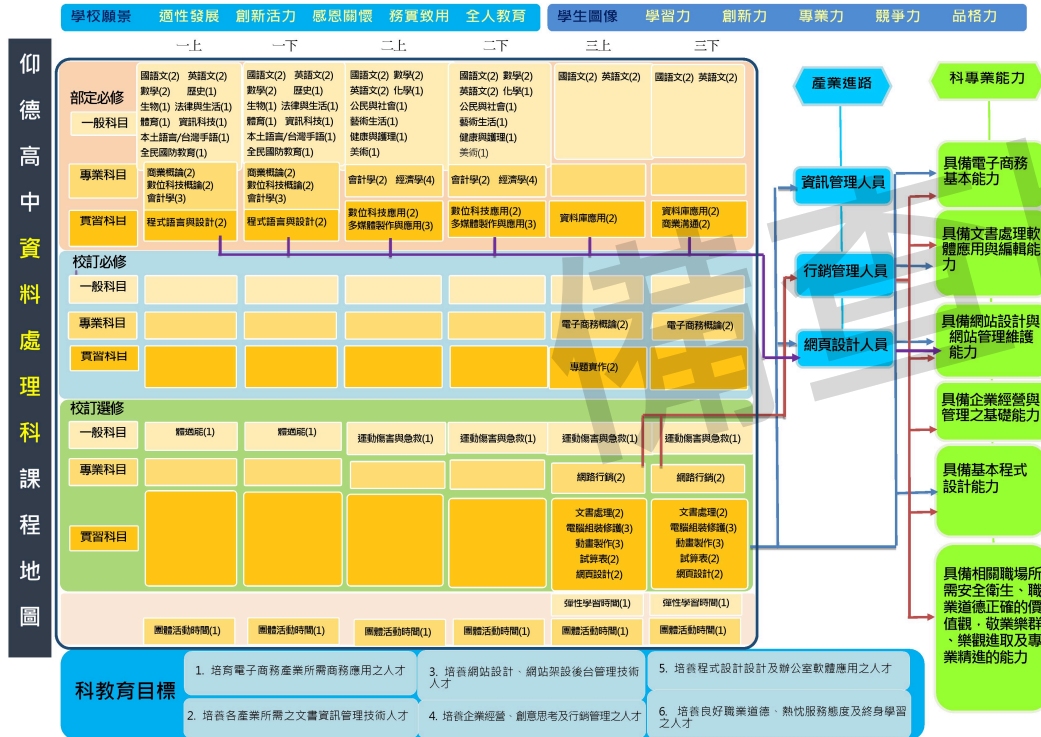 學校願景 適性發展 創新活力 感恩關懷 務實致用 全人教育 學生圖像 學習力 創新力 專業力 競爭力 品格力
一上 一下 二上 二下 三上 三下
仰德高中資料處理科課程地圖
部定必修
一般科目
國語文(2) 英語文(2)
數學(2) 歷史(1)
生物(1) 法律與生活(1)
體育(1) 資訊科技(1)
本土語言/台灣手語(1)
全民國防教育(1)
國語文(2) 英語文(2)
數學(2) 歷史(1)
生物(1) 法律與生活(1)
體育(1) 資訊科技(1)
本土語言/台灣手語(1)
全民國防教育(1)
國語文(2) 數學(2)
英語文(2) 化學(1)
公民與社會(1)
藝術生活(1)
健康與護理(1)
美術(1)
國語文(2) 數學(2)
英語文(2) 化學(1)
公民與社會(1)
藝術生活(1)
健康與護理(1)
美術(1)
國語文(2) 英語文(2)
國語文(2) 英語文(2)
專業科目
商業概論(2)
數位科技概論(2)
會計學(3)
商業概論(2)
數位科技概論(2)
會計學(3)
會計學(2) 經濟學(4)
會計學(2) 經濟學(4)
實習科目
程式語言與設計(2)
程式語言與設計(2)
數位科技應用(2)
多媒體製作與應用(3)
數位科技應用(2)
多媒體製作與應用(3)
資料庫應用(2)
資料庫應用(2)
商業溝通(2)
校訂必修
一般科目
專業科目
電子商務概論(2)
電子商務概論(2)
實習科目
專題實作(2)
校訂選修
一般科目
體適能(1)
體適能(1)
運動傷害與急救(1)
運動傷害與急救(1)
運動傷害與急救(1)
運動傷害與急救(1)
專業科目
網路行銷(2)
網路行銷(2)
實習科目
文書處理(2)
電腦組裝修護(3)
動畫製作(3)
試算表(2)
網頁設計(2)
文書處理(2)
電腦組裝修護(3)
動畫製作(3)
試算表(2)
網頁設計(2)
彈性學習時間(1)
彈性學習時間(1)
團體活動時間(1)
團體活動時間(1)
團體活動時間(1)
團體活動時間(1)
團體活動時間(1)
團體活動時間(1)
產業進路
資訊管理人員
行銷管理人員
網頁設計人員
科專業能力
具備電子商務
基本能力
具備文書處理軟
體應用與編輯能
力
具備網站設計與
網站管理維護
能力
具備企業經營與
管理之基礎能力
具備基本程式
設計能力
具備相關職場所
需安全衛生、職
業道德正確的價
值觀，敬業樂群
、樂觀進取及專
業精進的能力
備查
科教育目標
1. 培育電子商務產業所需商務應用之人才
2. 培善各產業所需之文書資訊管理技術人才
3. 培善網站設計、網站架設後台管理技術
人才
4. 培善企業經營、創意思考及行銷管理之人才
5. 培善程式設計設計及辦公室軟體應用之人才
6. 培善良好職業道德、熱忱服務態度及終身學習
之人才